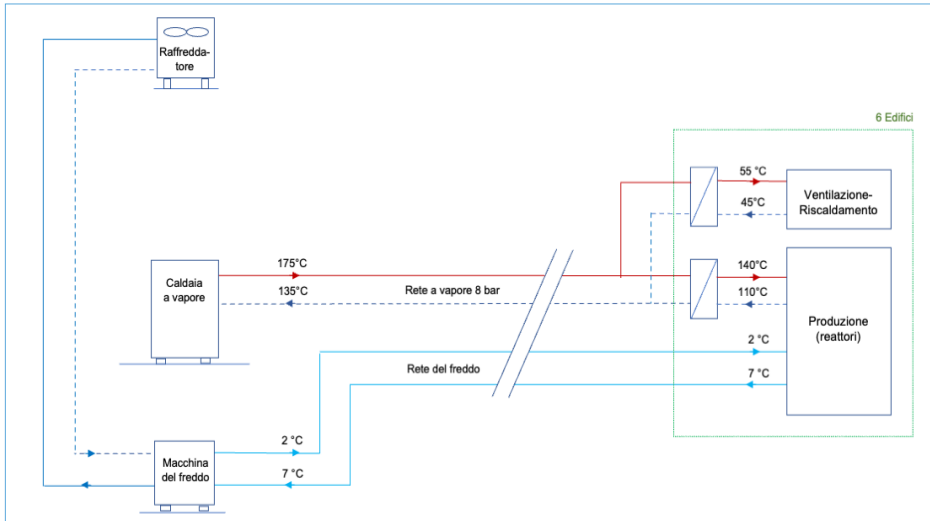 Raffredda-
tore
6 Edifici
55 °C
45°C
Ventilazione-
Riscaldamento
175°C
135°C
Caldaia
a vapore
Rete a vapore 8 bar
140°C
110°C
Produzione
(reattori)
2 °C
7 °C
Rete del freddo
2 °C
7 °C
Macchina
del freddo